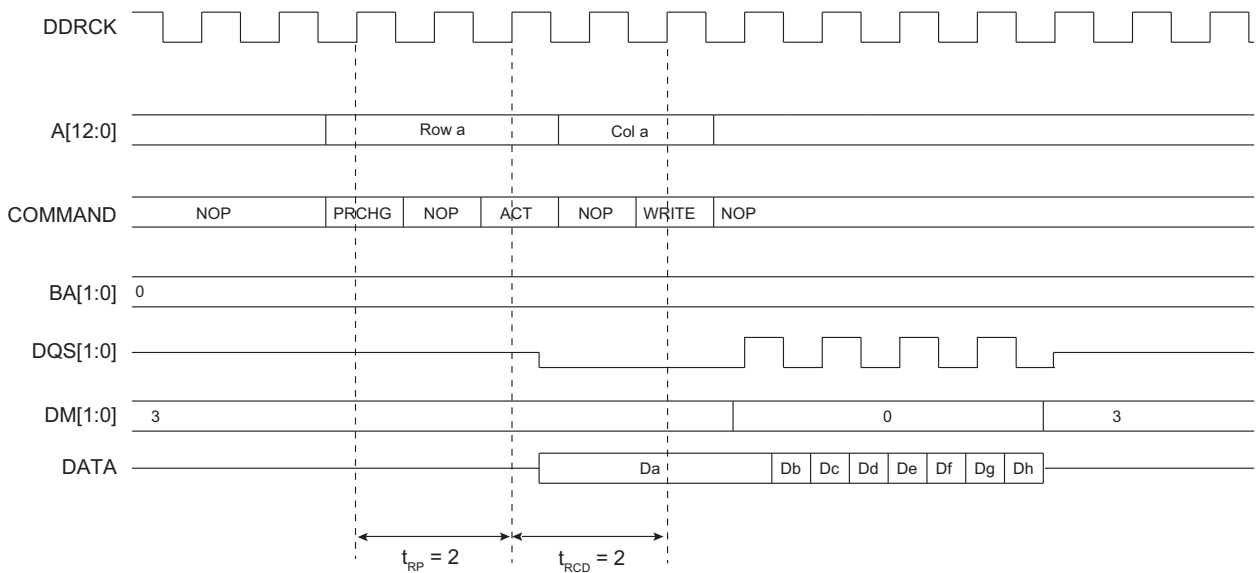 DDRCK
A[12:0] Row a Col a
COMMAND NOP PRCHG NOP ACT NOP WRITE NOP
BA[1:0] 0
DQS[1:0]
DM[1:0] 3 0 3
DATA Da Db Dc Dd De Df Dg Dh
tRP = 2 tRCD = 2